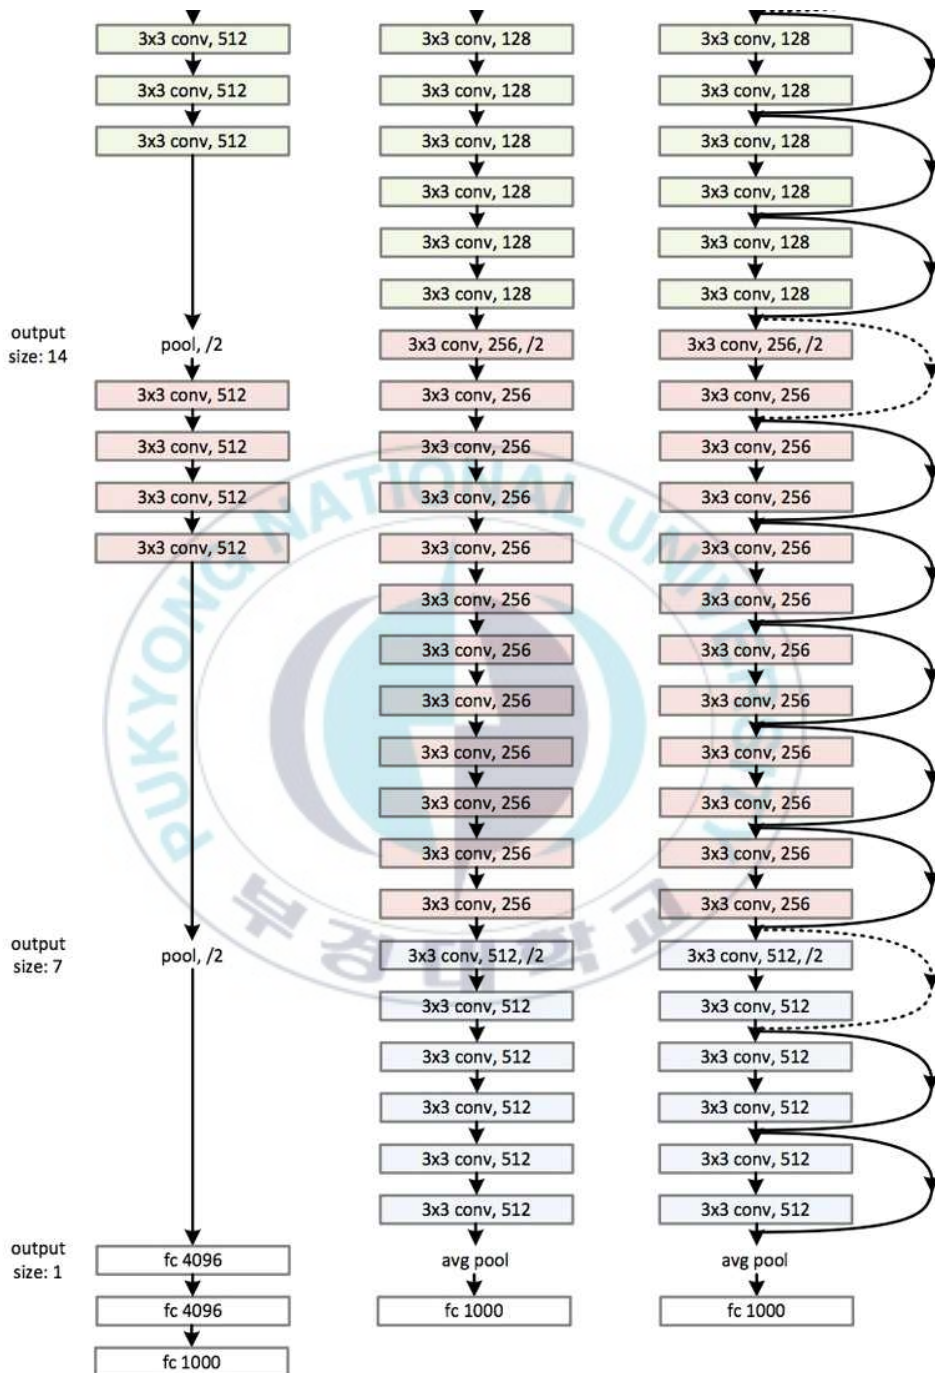 output
size: 14
output
size: 7
output
size: 1
3x3 conv, 512
3x3 conv, 512
3x3 conv, 512
pool, /2
3x3 conv, 512
3x3 conv, 512
3x3 conv, 512
3x3 conv, 512
pool, /2
fc 4096
fc 4096
fc 1000
3x3 conv, 128
3x3 conv, 128
3x3 conv, 128
3x3 conv, 128
3x3 conv, 128
3x3 conv, 128
3x3 conv, 256, /2
3x3 conv, 256
3x3 conv, 256
3x3 conv, 256
3x3 conv, 256
3x3 conv, 256
3x3 conv, 256
3x3 conv, 256
3x3 conv, 256
3x3 conv, 256
3x3 conv, 256
3x3 conv, 256
3x3 conv, 512, /2
3x3 conv, 512
3x3 conv, 512
3x3 conv, 512
3x3 conv, 512
3x3 conv, 512
avg pool
fc 1000
3x3 conv, 128
3x3 conv, 128
3x3 conv, 128
3x3 conv, 128
3x3 conv, 128
3x3 conv, 128
3x3 conv, 256, /2
3x3 conv, 256
3x3 conv, 256
3x3 conv, 256
3x3 conv, 256
3x3 conv, 256
3x3 conv, 256
3x3 conv, 256
3x3 conv, 256
3x3 conv, 256
3x3 conv, 256
3x3 conv, 256
3x3 conv, 512, /2
3x3 conv, 512
3x3 conv, 512
3x3 conv, 512
3x3 conv, 512
3x3 conv, 512
avg pool
fc 1000
PUKYONG NATIONAL UNIVERSITY
부경대학교